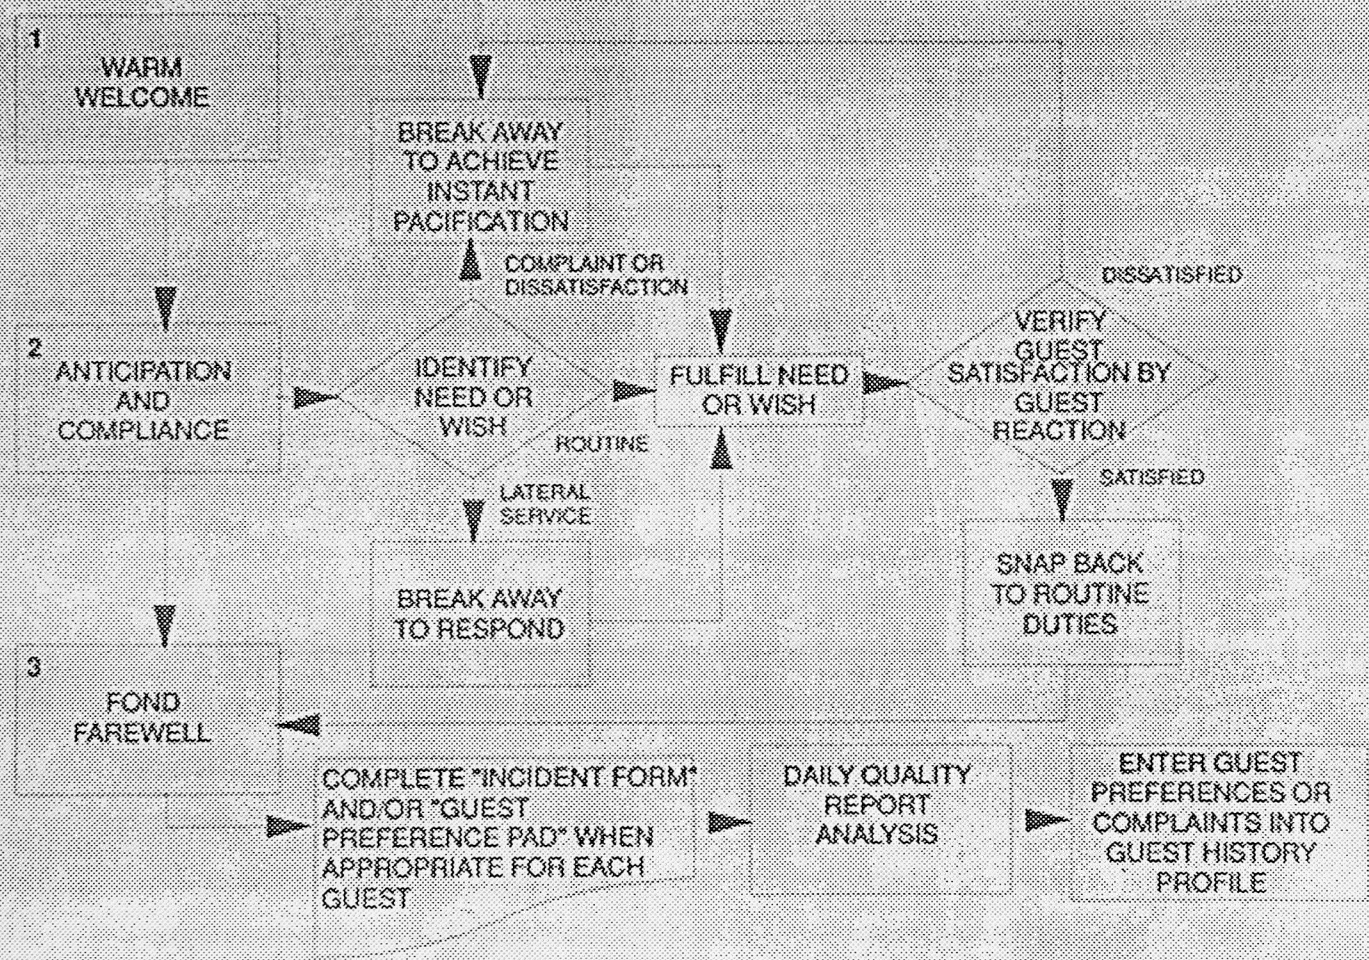 1
WARM
WELCOME
BREAK AWAY
TO ACHIEVE
INSTANT
PACIFICATION
COMPLAINT OR
DISSATISFACTION
DISSATISFIED
2
ANTICIPATION
AND
COMPLIANCE
IDENTIFY
NEED OR
WISH
ROUTINE
FULFILL NEED
OR WISH
VERIFY
GUEST
SATISFACTION BY
GUEST
REACTION
LATERAL
SERVICE
SATISFIED
BREAK AWAY
TO RESPOND
SNAP BACK
TO ROUTINE
DUTIES
3
FOND
FAREWELL
COMPLETE "INCIDENT FORM"
AND/OR "GUEST
PREFERENCE PAD" WHEN
APPROPRIATE FOR EACH
GUEST
DAILY QUALITY
REPORT
ANALYSIS
ENTER GUEST
PREFERENCES OR
COMPLAINTS INTO
GUEST HISTORY
PROFILE